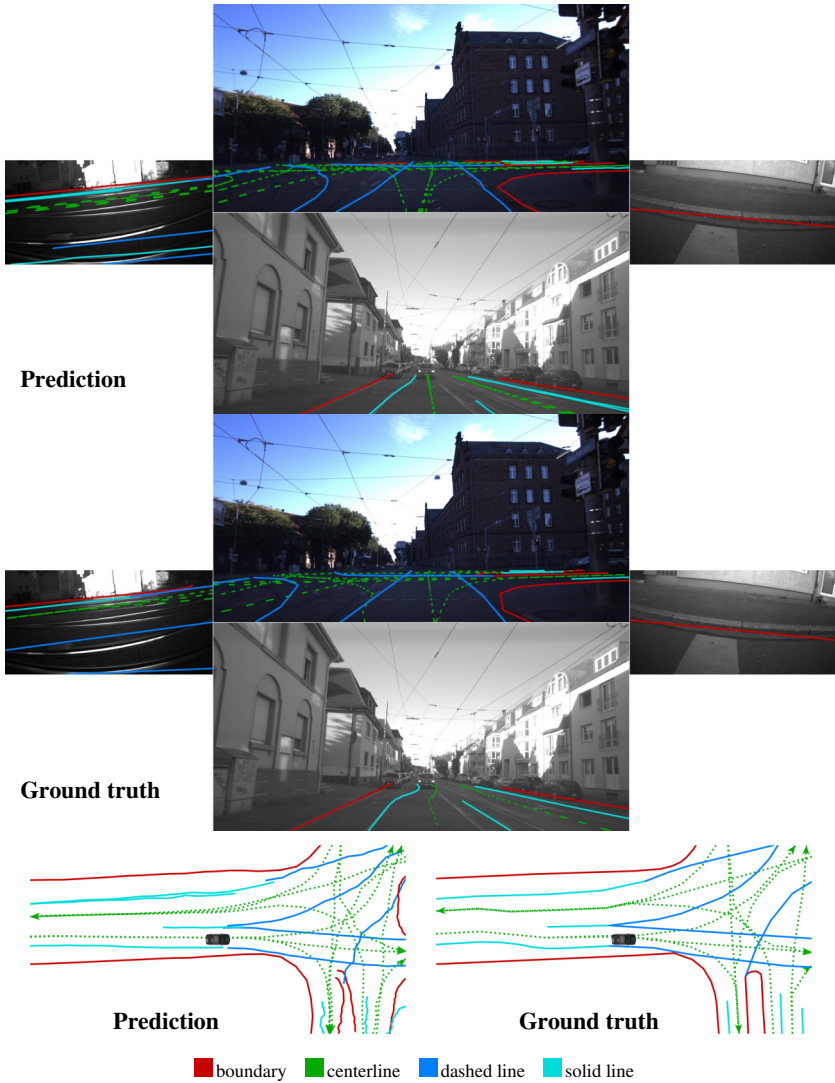 Prediction
Ground truth
Prediction
Ground truth
boundary centerline dashed line solid line